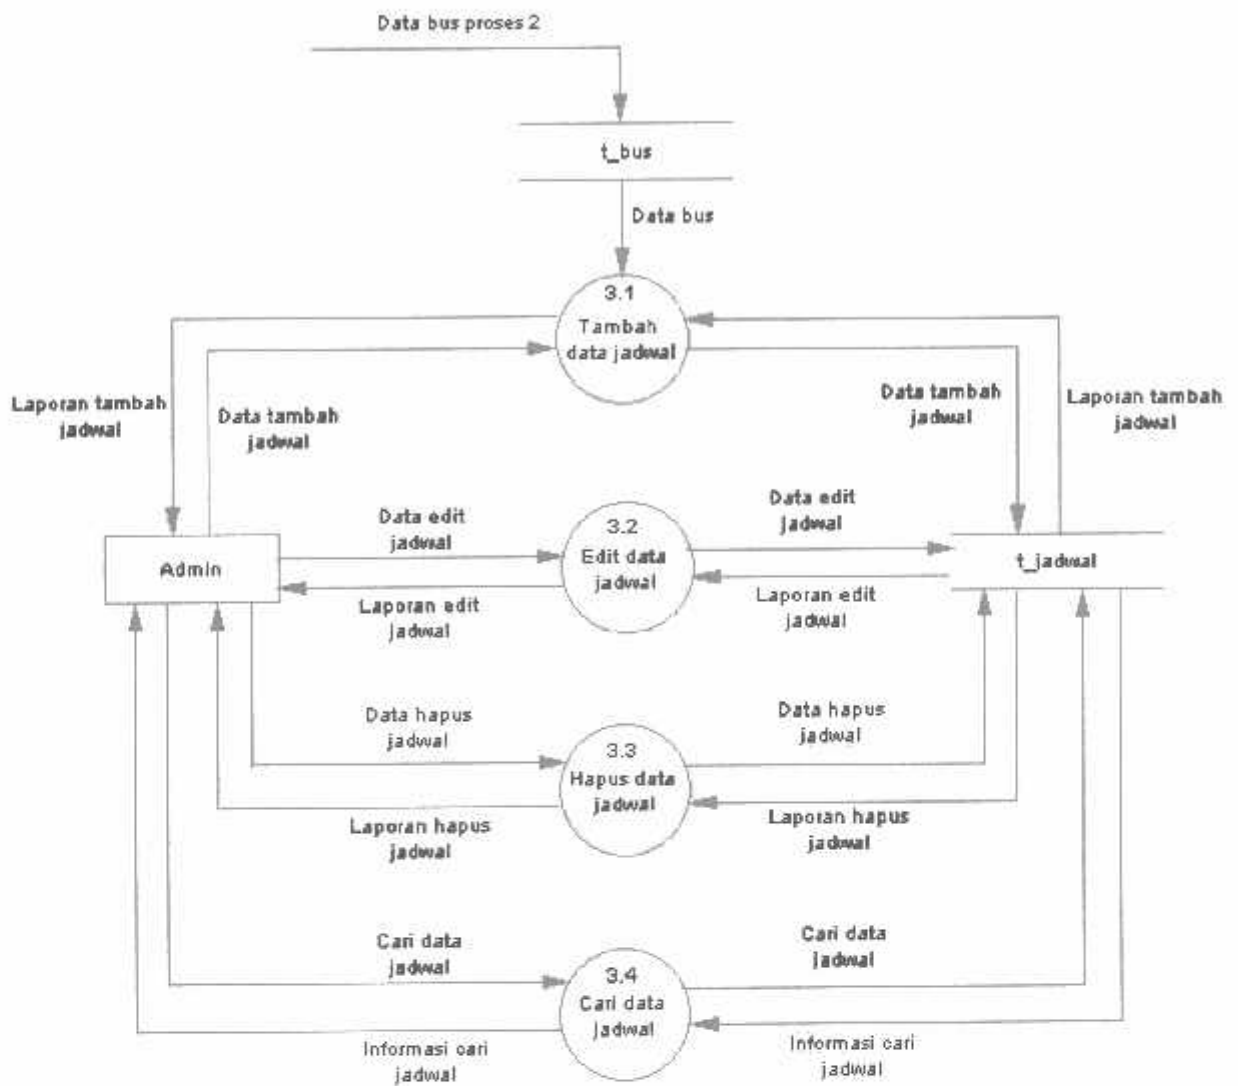 Data bus proses 2
t_bus
Data bus
3.1
Tambah
data jadwal
Laporan tambah
jadwal
Data tambah
jadwal
Data tambah
jadwal
Laporan tambah
jadwal
Data edit
jadwal
3.2
Edit data
jadwal
Data edit
jadwal
Admin
t_jadwal
Laporan edit
jadwal
Laporan edit
jadwal
Data hapus
jadwal
3.3
Hapus data
jadwal
Data hapus
jadwal
Laporan hapus
jadwal
Laporan hapus
jadwal
Cari data
jadwal
3.4
Cari data
jadwal
Cari data
jadwal
Informasi cari
jadwal
Informasi cari
jadwal